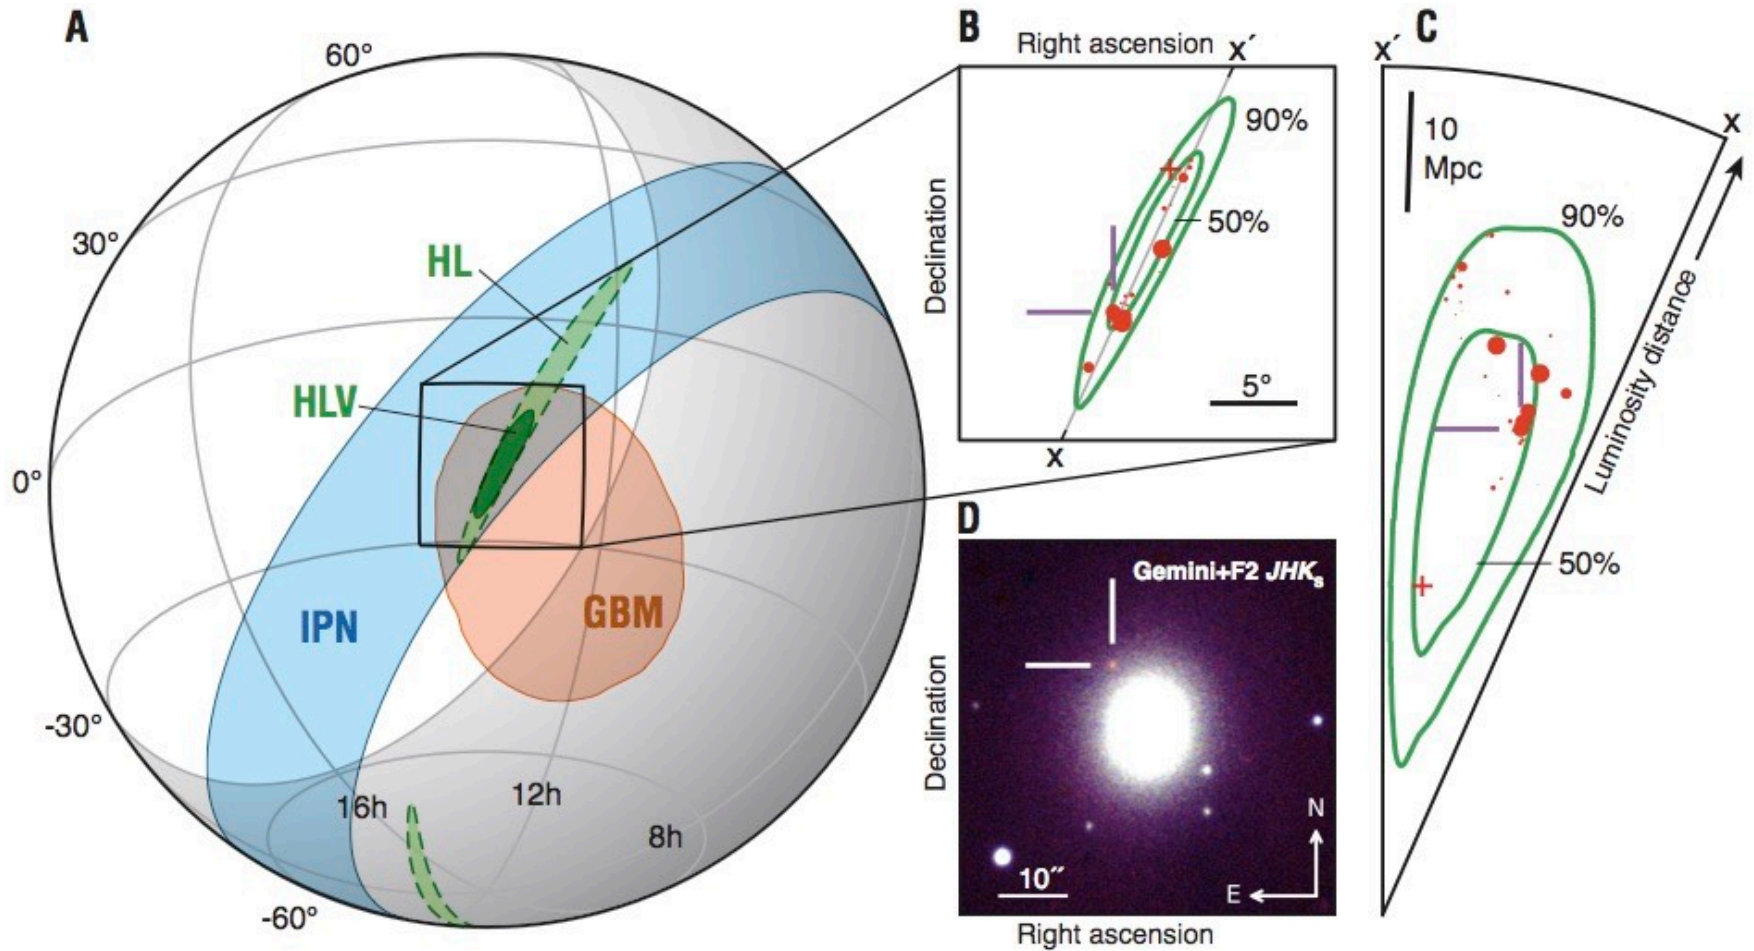 A
60°
30°
0°
-30°
-60°
HL
HLV
IPN
GBM
16h
12h
8h
B
Right ascension
X´
Declination
90%
50%
5°
X
C
X´
X
10
Mpc
90%
Luminosity distance
50%
D
Gemini+F2 JHKs
Declination
10˝
N
E
Right ascension